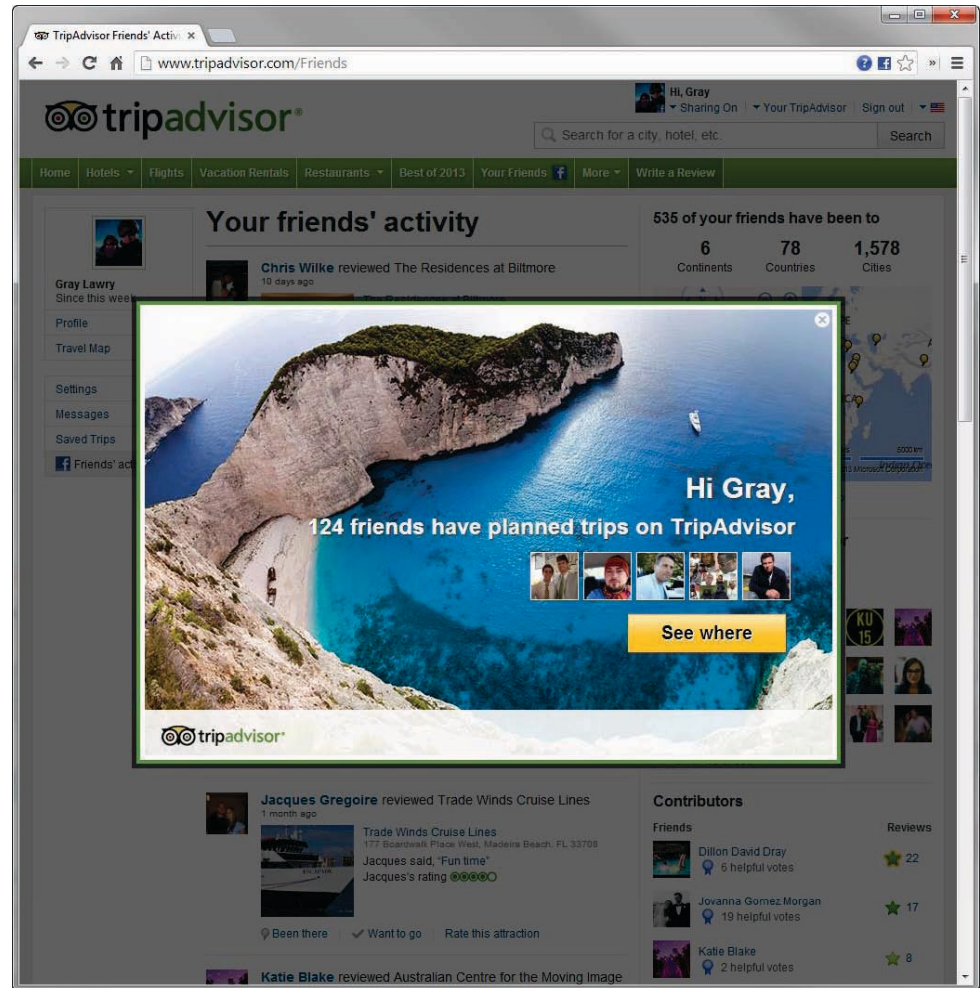 TripAdvisor Friends' Activi
www.tripadvisor.com/Friends
tripadvisor®
Hi, Gray
Sharing On
Your TripAdvisor
Sign out
Search for a city, hotel, etc.
Search
Home
Hotels
Flights
Vacation Rentals
Restaurants
Best of 2013
Your Friends
More
Write a Review
Gray Lawry
Since this week
Profile
Travel Map
Settings
Messages
Saved Trips
Friends' act
Your friends' activity
Chris Wilke reviewed The Residences at Biltmore
10 days ago
The Residences at Biltmore
535 of your friends have been to
6
78
1,578
Continents
Countries
Cities
5000 km
Hi Gray,
124 friends have planned trips on TripAdvisor
See where
tripadvisor®
KU
15
Jacques Gregoire reviewed Trade Winds Cruise Lines
1 month ago
Trade Winds Cruise Lines
177 Boardwalk Place West, Madeira Beach, FL 33708
Jacques said, "Fun time"
Jacques's rating
Been there
Want to go
Rate this attraction
Katie Blake reviewed Australian Centre for the Moving Image
Contributors
Friends
Reviews
Dillon David Dray
6 helpful votes
22
Jovanna Gomez Morgan
19 helpful votes
17
Katie Blake
2 helpful votes
8